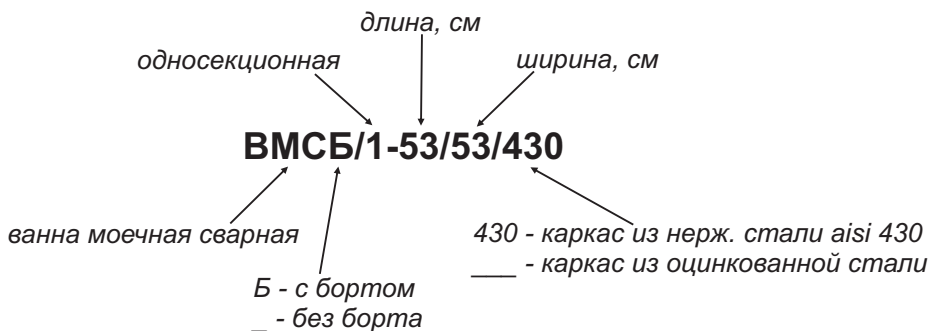 длина, см
односекционная
ширина, см
ВМСБ/1-53/53/430
ванна моечная сварная
430 - каркас из нерж. стали aisi 430
___ - каркас из оцинкованной стали
Б - с бортом
_ - без борта